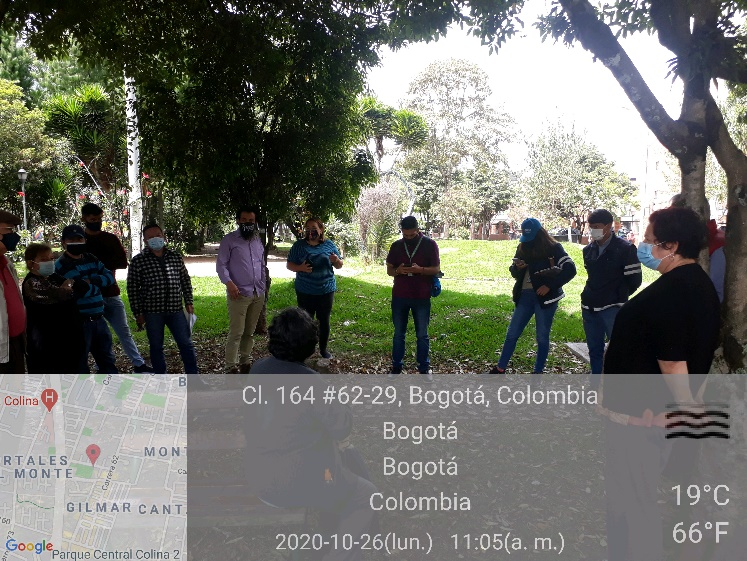 Cl. 164 #62-29, Bogotá, Colombia
Bogotá
Bogotá
Colombia
2020-10-26(lun.) 11:05(a. m.)
19°C
66°F
Colina
H
B
MONT
RTALES
L MONTE
Carrera 62
GILMAR
CANT
Google
Parque Central Colina 2